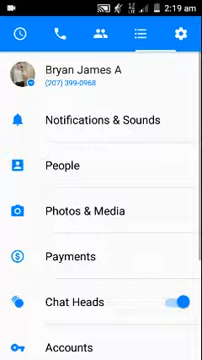 2:19 am
Bryan James A
(207) 399-0968
Notifications & Sounds
People
Photos & Media
Payments
Chat Heads
Accounts